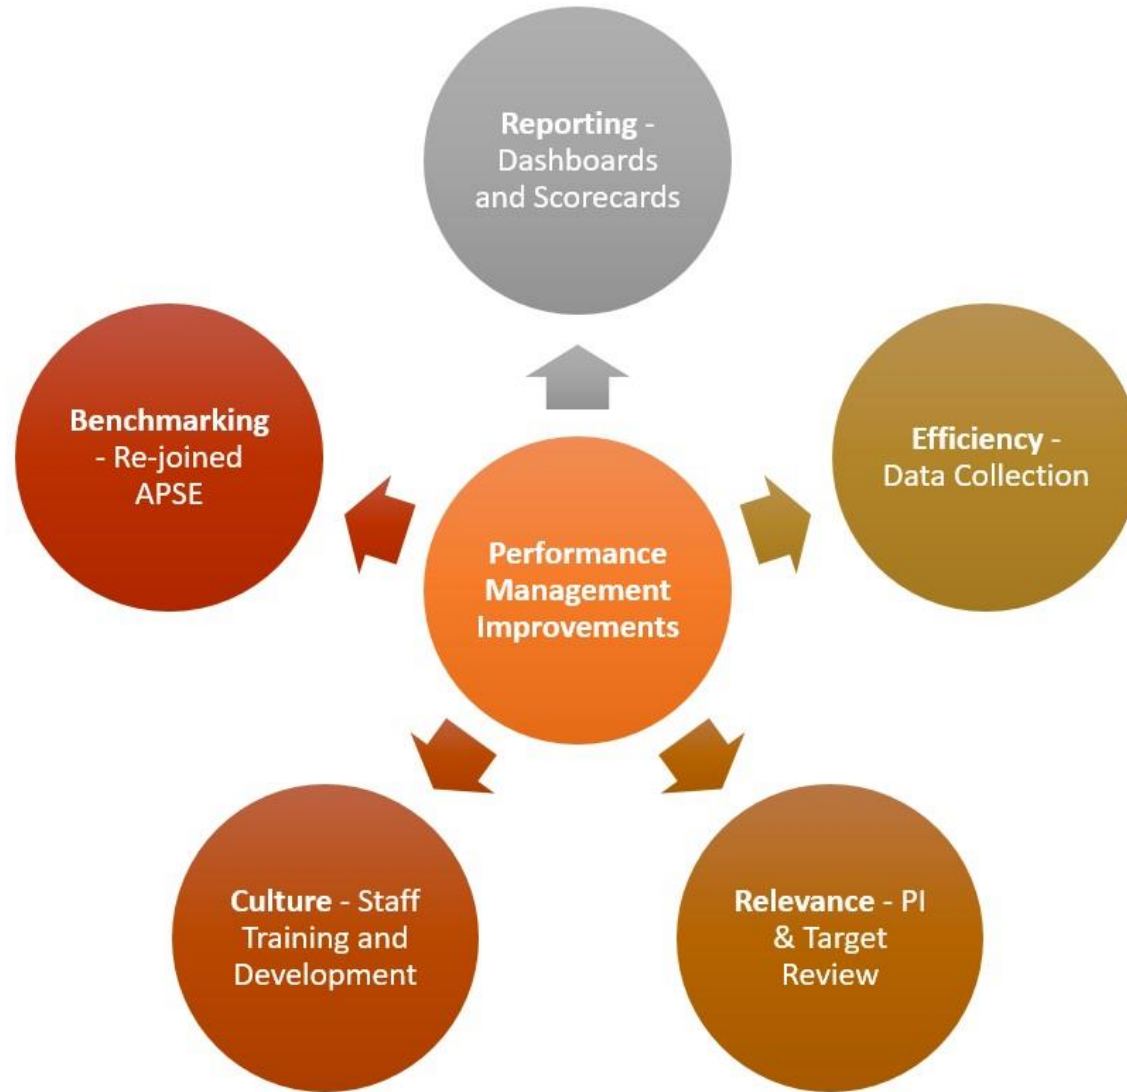 Reporting -
Dashboards
and Scorecards
Benchmarking
- Re-joined
APSE
Efficiency -
Data Collection
Performance
Management
Improvements
Culture - Staff
Training and
Development
Relevance - PI
& Target
Review